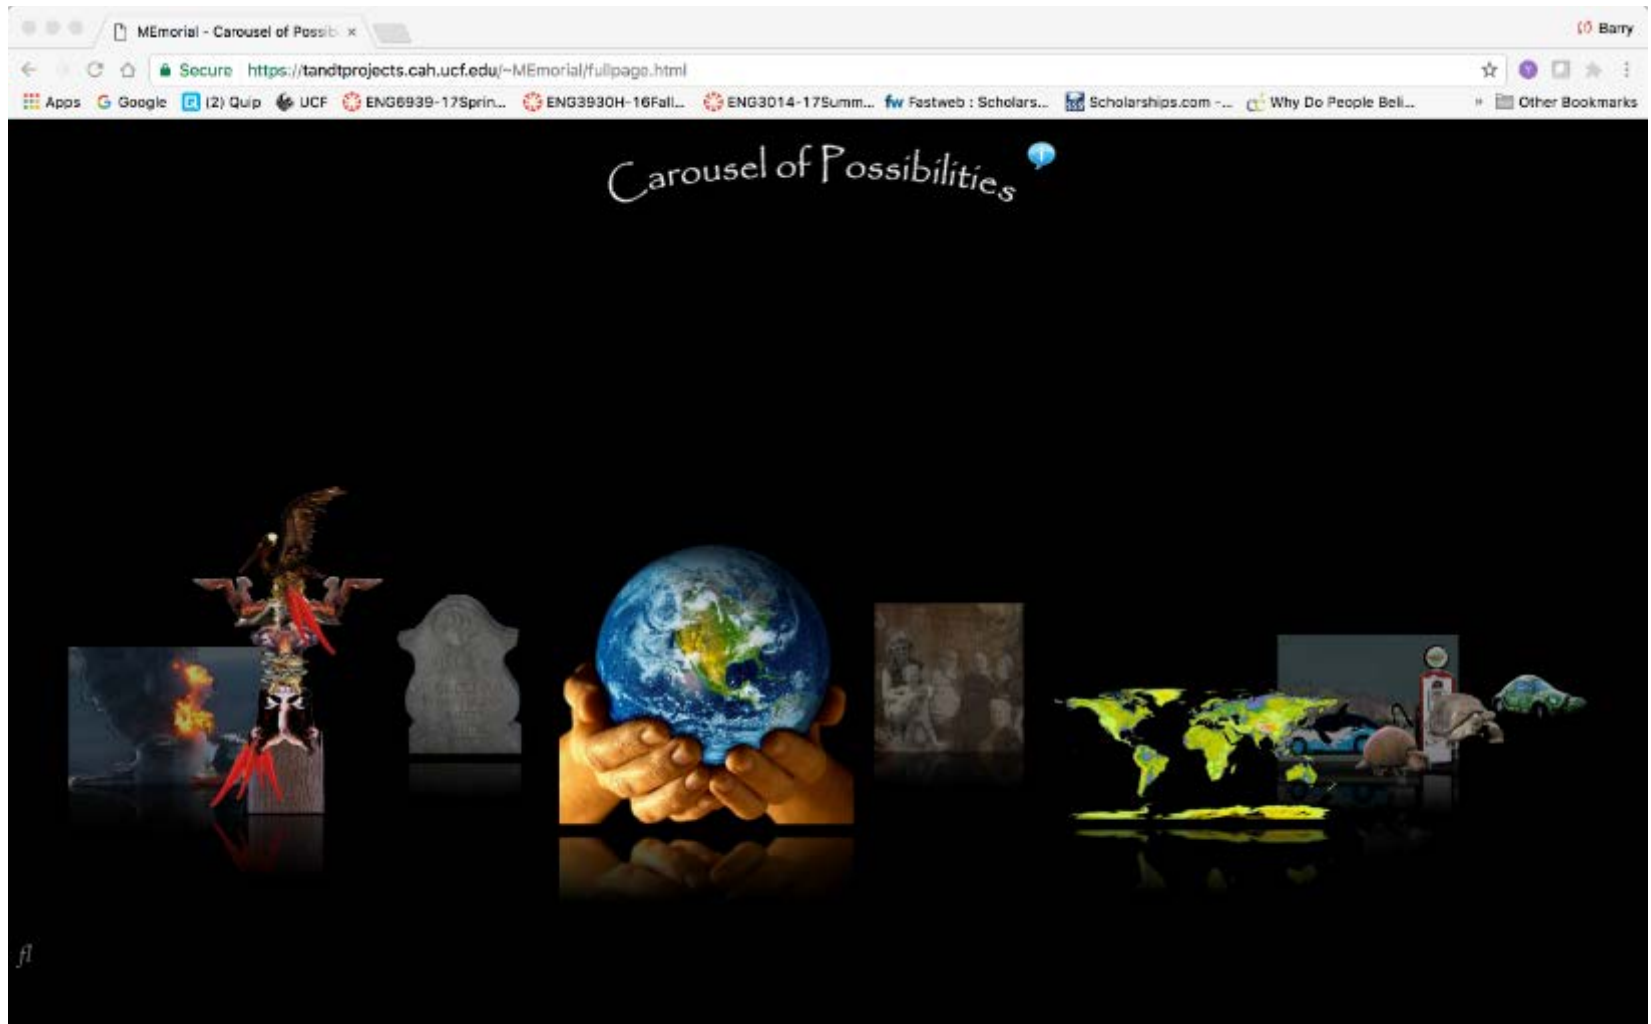 MEmorial - Carousel of Possib ×
Barry
Secure https://tandtprojects.cah.ucf.edu/~MEmorial/fullpage.html
Apps Google (2) Quip UCF ENG6939-17Sprin... ENG3930H-16Fall... ENG3014-17Summ... fw Fastweb : Scholars... Scholarships.com -... Why Do People Beli... » Other Bookmarks
Carousel of Possibilities
fl